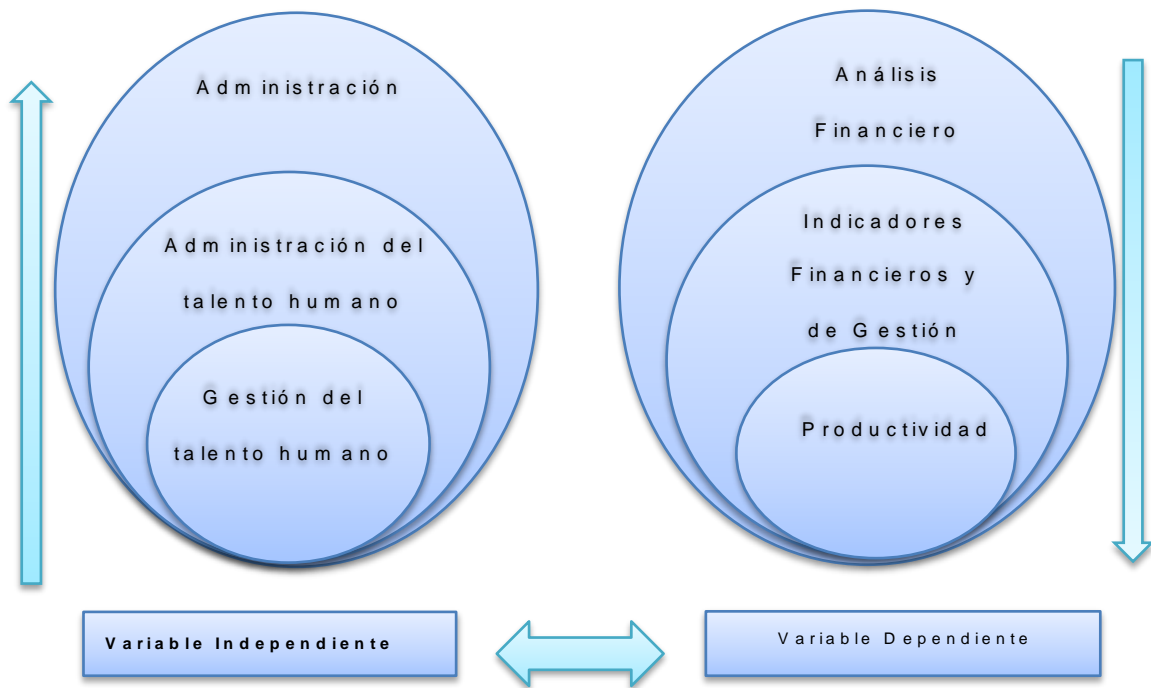 Administración
Administración del
talento humano
Gestión del
talento humano
Variable Independiente
Análisis
Financiero
Indicadores
Financieros y
de Gestión
Productividad
Variable Dependiente